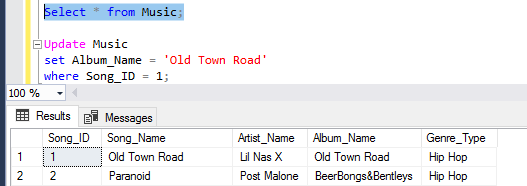 Select * from Music;
Update Music
set Album_Name = 'Old Town Road'
where Song_ID = 1;
100 %
Results Messages
Song_ID Song_Name Artist_Name Album_Name Genre_Type
1 1 Old Town Road Lil Nas X Old Town Road Hip Hop
2 2 Paranoid Post Malone BeerBongs&Bentleys Hip Hop